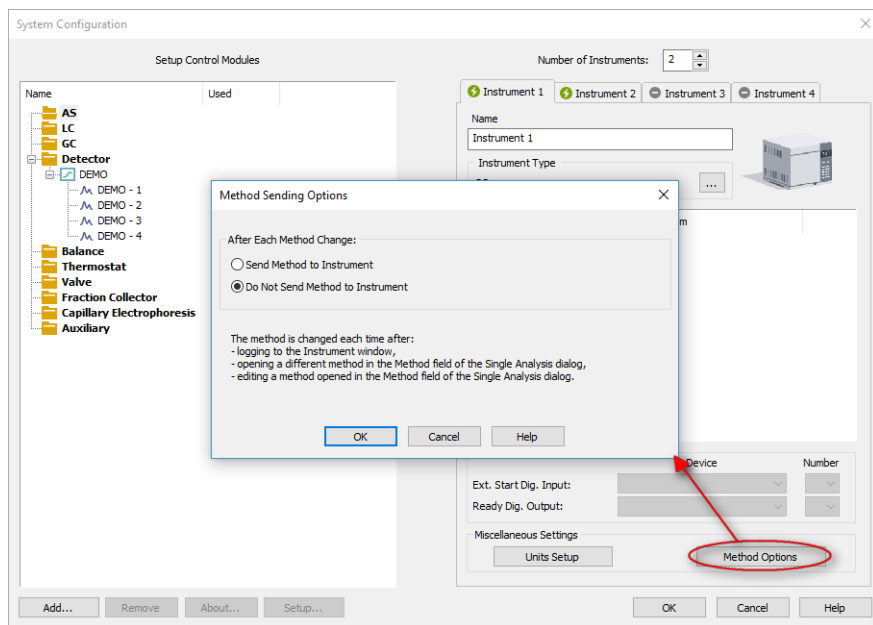 System Configuration
Setup Control Modules
Number of Instruments: 2
Name Used
AS
LC
GC
Detector
DEMO
DEMO - 1
DEMO - 2
DEMO - 3
DEMO - 4
Balance
Thermostat
Valve
Fraction Collector
Capillary Electrophoresis
Auxiliary
Instrument 1 Instrument 2 Instrument 3 Instrument 4
Name
Instrument 1
Instrument Type
...
Method Sending Options
After Each Method Change:
Send Method to Instrument
Do Not Send Method to Instrument
The method is changed each time after:
- logging to the Instrument window,
- opening a different method in the Method field of the Single Analysis dialog,
- editing a method opened in the Method field of the Single Analysis dialog.
OK Cancel Help
Device Number
Ext. Start Dig. Input:
Ready Dig. Output:
Miscellaneous Settings
Units Setup Method Options
Add... Remove About... Setup... OK Cancel Help